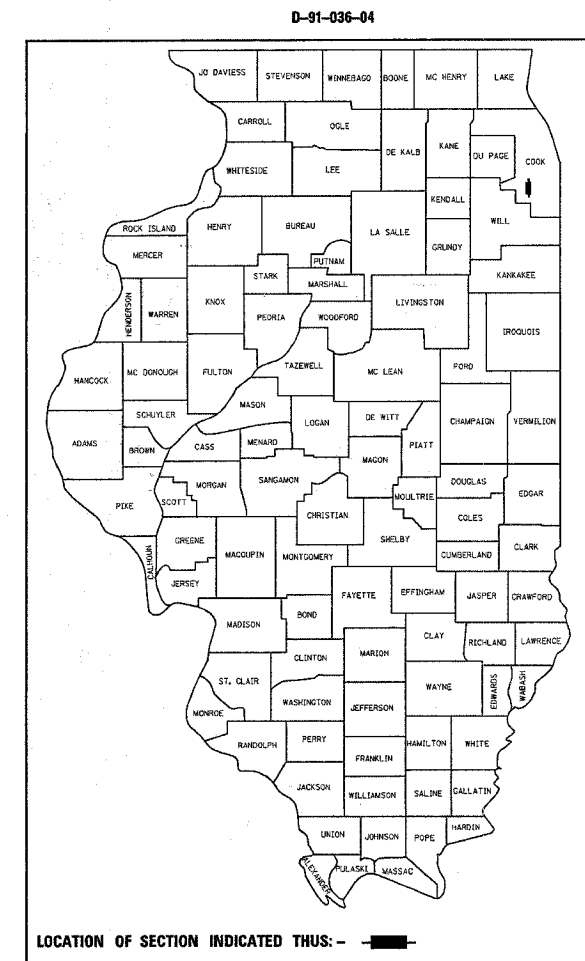 D-91-036-04
JO DAVIESS STEVENSON WINNEBAGO BOONE MC HENRY LAKE
CARROLL OGLE DE KALB KANE DU PAGE COOK
WHITESIDE LEE KENDALL WILL
ROCK ISLAND HENRY BUREAU LA SALLE GRUNDY
MERCER PUTNAM KANKAKEE
STARK MARSHALL
HENDERSON WARREN KNOX PEORIA WOODFORD LIVINGSTON IROQUOIS
HANCOCK MC DONOUGH FULTON TAZEWELL MC LEAN FORD
SCHUYLER MASON LOGAN DE WITT CHAMPAIGN VERMILION
ADAMS BROWN CASS MENARD PIATT
MACON
PIKE SCOTT MORGAN SANGAMON MOULTRIE DOUGLAS EDGAR
CHRISTIAN COLES
GREENE MACOUPIN MONTGOMERY SHELBY CUMBERLAND CLARK
CALHOUN JERSEY
FAYETTE EFFINGHAM JASPER CRAWFORD
MADISON BOND
CLAY RICHLAND LAWRENCE
CLINTON MARION
ST. CLAIR WAYNE EDWARDS WABASH
WASHINGTON JEFFERSON
MONROE
RANDOLPH PERRY HAMILTON WHITE
FRANKLIN
JACKSON WILLIAMSON SALINE GALLATIN
UNION JOHNSON POPE HARDIN
ALEXANDER PULASKI MASSAC
LOCATION OF SECTION INDICATED THUS: -